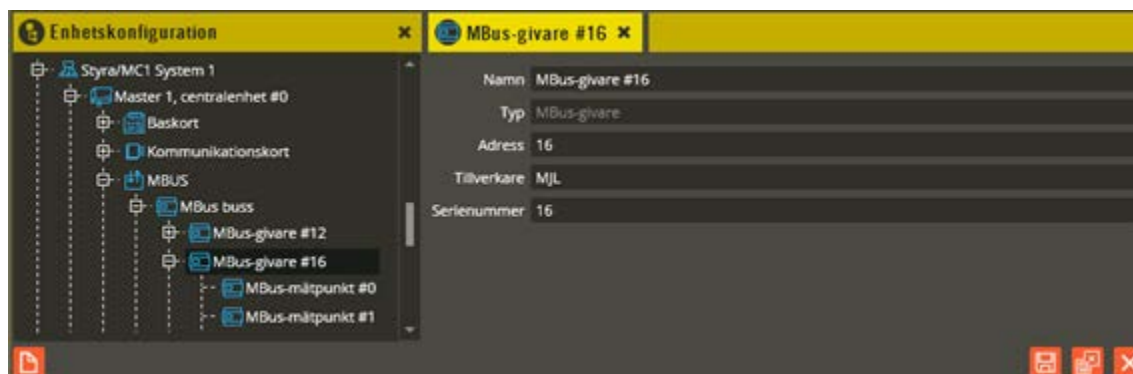 Enhetskonfiguration
Styra/MC1 System 1
Master 1, centralenhet #0
Baskort
Kommunikationskort
MBUS
MBus buss
MBus-givare #12
MBus-givare #16
MBus-mätpunkt #0
MBus-mätpunkt #1
MBus-givare #16
Namn MBus-givare #16
Typ MBus-givare
Adress 16
Tillverkare MJL
Serienummer 16